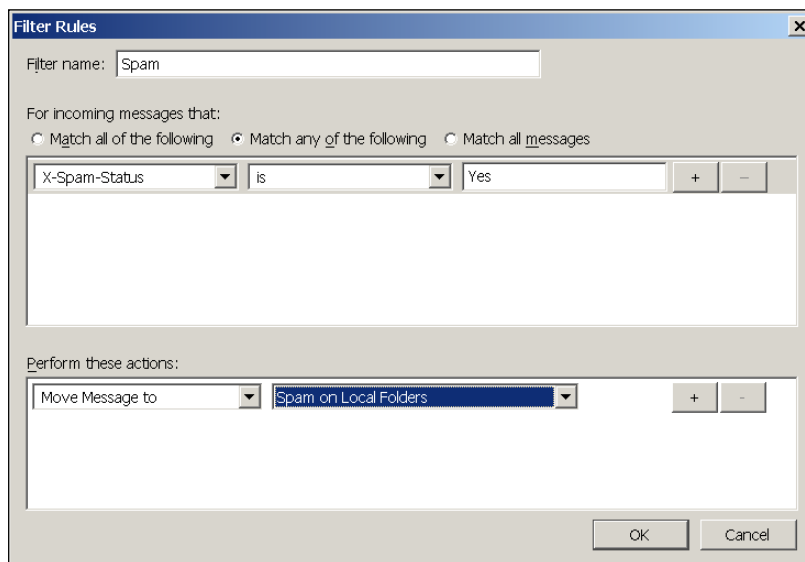 Filter Rules
Filter name: Spam
For incoming messages that:
Match all of the following Match any of the following Match all messages
X-Spam-Status is Yes + –
Perform these actions:
Move Message to Spam on Local Folders + -
OK Cancel